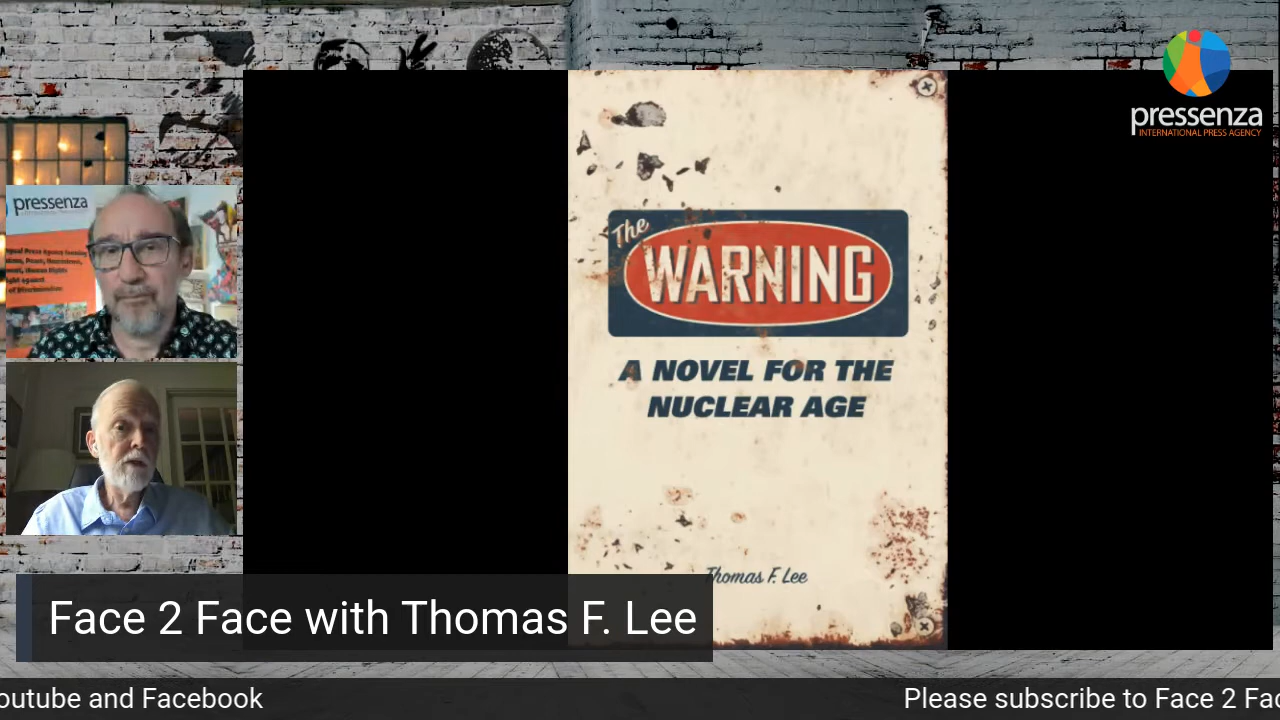 pressenza
INTERNATIONAL PRESS AGENCY
pressenza
The
WARNING
A NOVEL FOR THE
NUCLEAR AGE
Thomas F. Lee
Face 2 Face with Thomas F. Lee
outube and Facebook
Please subscribe to Face 2 Fac